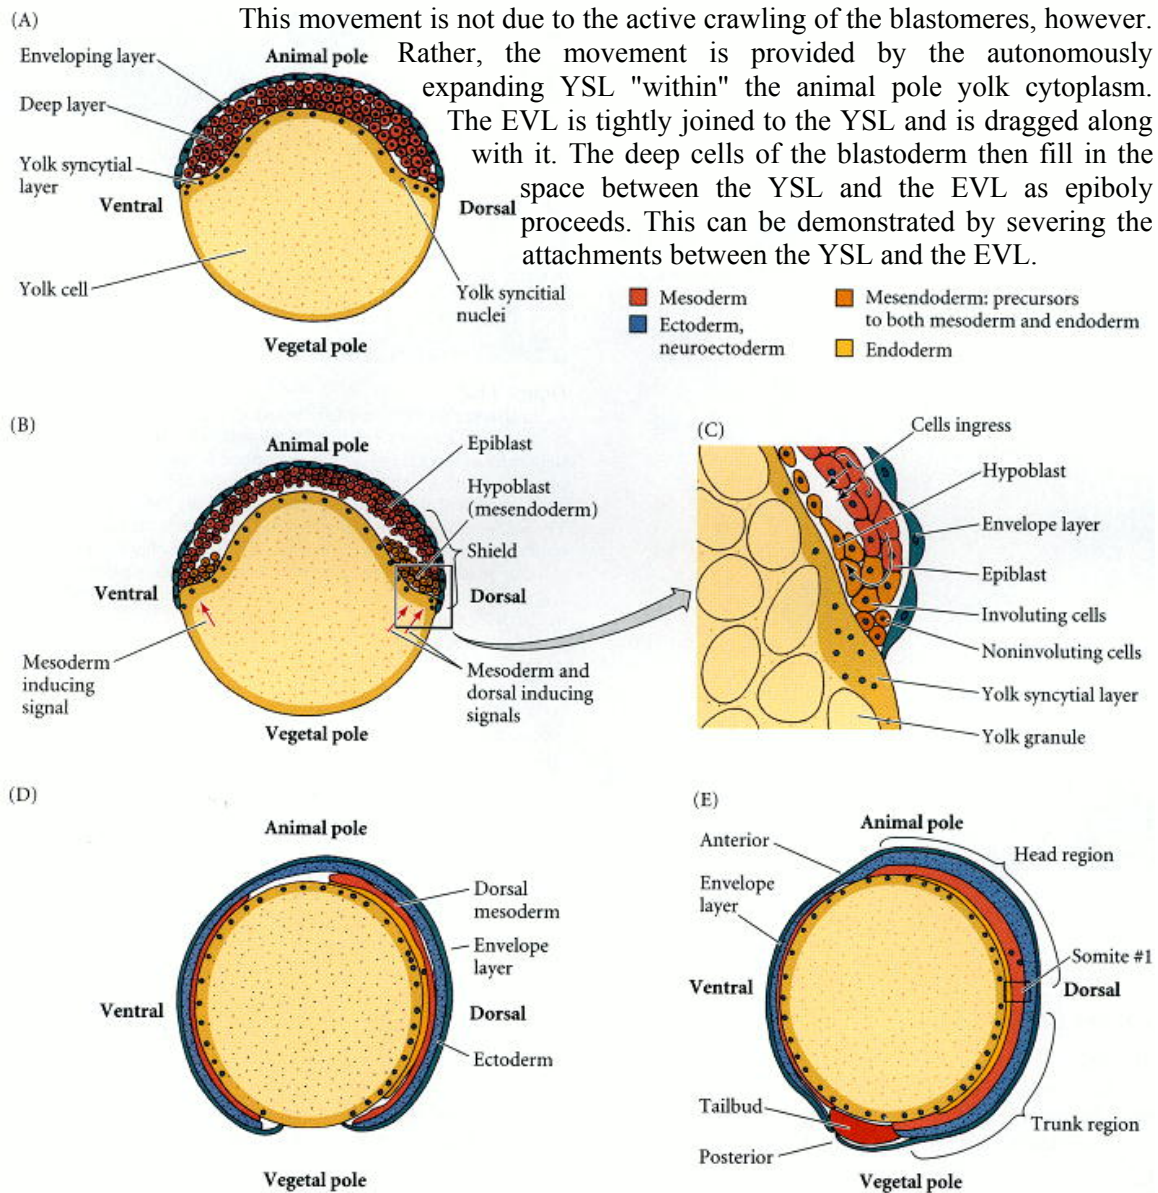 This movement is not due to the active crawling of the blastomeres, however.
Rather, the movement is provided by the autonomously
expanding YSL "within" the animal pole yolk cytoplasm.
The EVL is tightly joined to the YSL and is dragged along
with it. The deep cells of the blastoderm then fill in the
space between the YSL and the EVL as epiboly
proceeds. This can be demonstrated by severing the
attachments between the YSL and the EVL.
(A)
Enveloping layer
Animal pole
Deep layer
Yolk syncytial
layer
Ventral
Dorsal
Yolk cell
Yolk syncitial
nuclei
Vegetal pole
Mesoderm
Ectoderm,
neuroectoderm
Mesendoderm: precursors
to both mesoderm and endoderm
Endoderm
(B)
Animal pole
Epiblast
Hypoblast
(mesendoderm)
Shield
Ventral
Dorsal
Mesoderm
inducing
signal
Mesoderm and
dorsal inducing
signals
Vegetal pole
(C)
Cells ingress
Hypoblast
Envelope layer
Epiblast
Involuting cells
Noninvoluting cells
Yolk syncytial layer
Yolk granule
(D)
Animal pole
Dorsal
mesoderm
Envelope
layer
Ventral
Dorsal
Ectoderm
Vegetal pole
(E)
Animal pole
Anterior
Head region
Envelope
layer
Somite #1
Ventral
Dorsal
Tailbud
Trunk region
Posterior
Vegetal pole